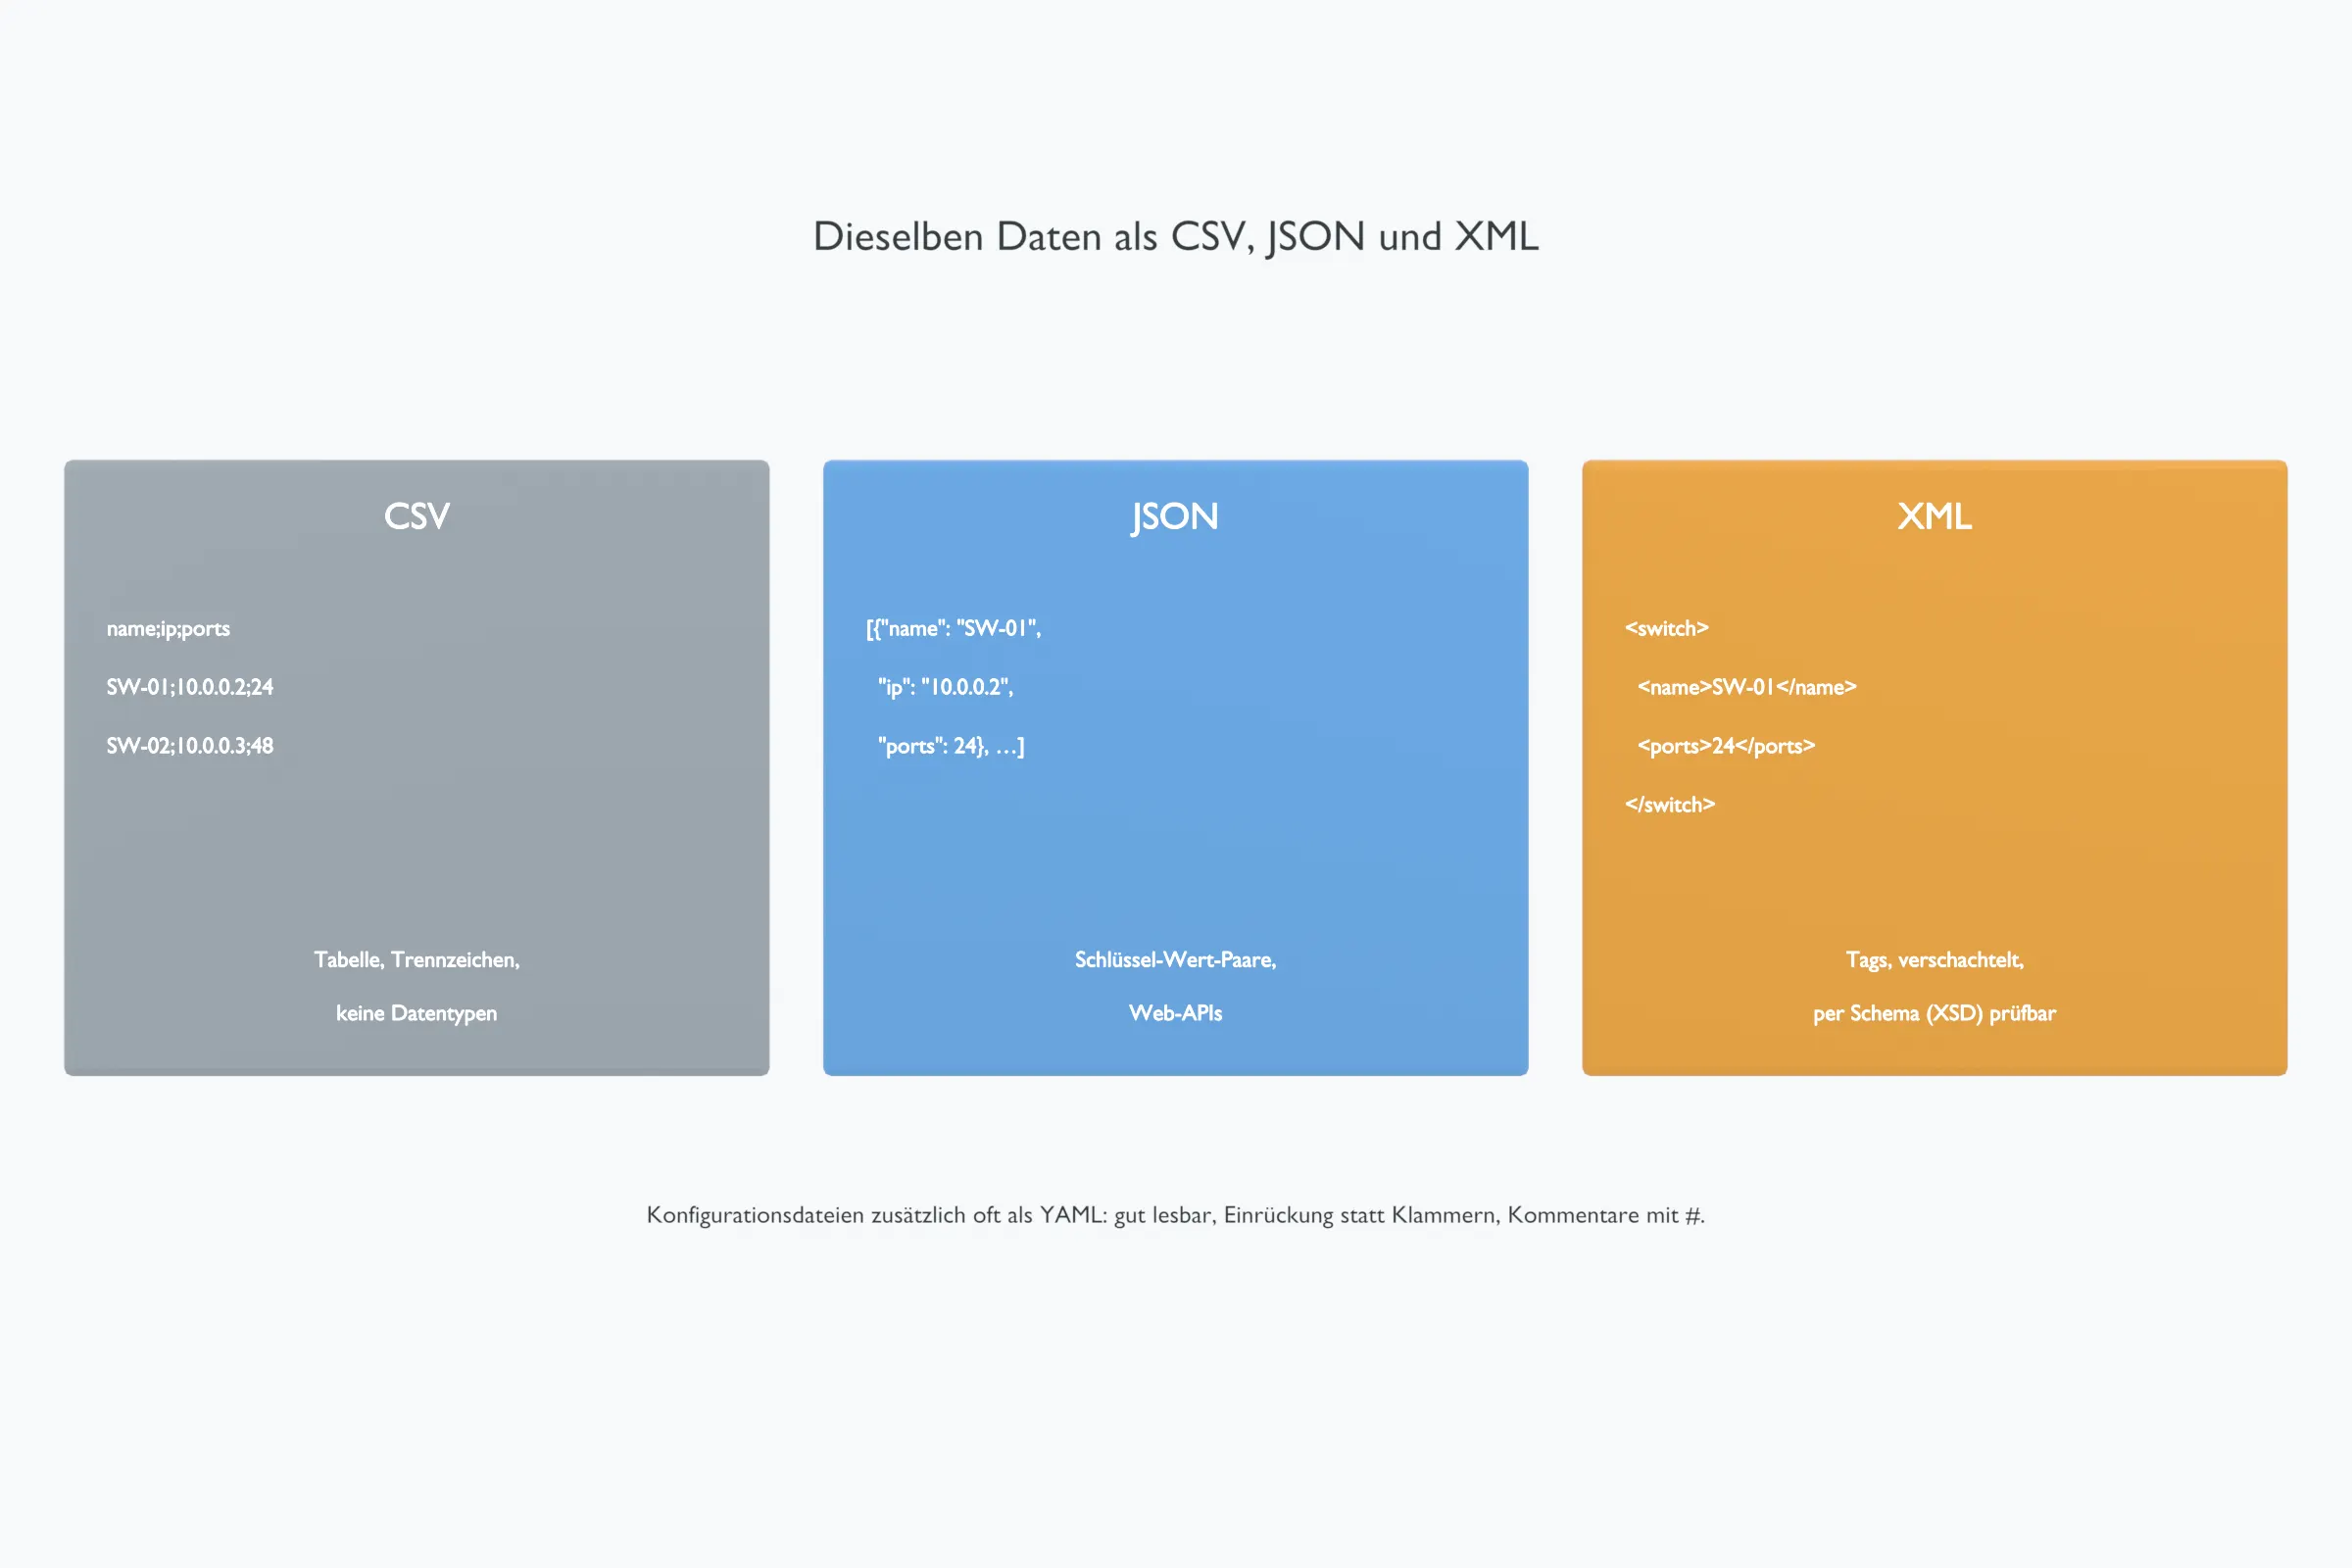 Dieselben Daten als CSV, JSON und XML
CSV
name;ip;ports
SW-01;10.0.0.2;24
SW-02;10.0.0.3;48
Tabelle, Trennzeichen,
keine Datentypen
JSON
[{"name": "SW-01",
  "ip": "10.0.0.2",
  "ports": 24}, …]
Schlüssel-Wert-Paare,
Web-APIs
XML
<switch>
  <name>SW-01</name>
  <ports>24</ports>
</switch>
Tags, verschachtelt,
per Schema (XSD) prüfbar
Konfigurationsdateien zusätzlich oft als YAML: gut lesbar, Einrückung statt Klammern, Kommentare mit #.